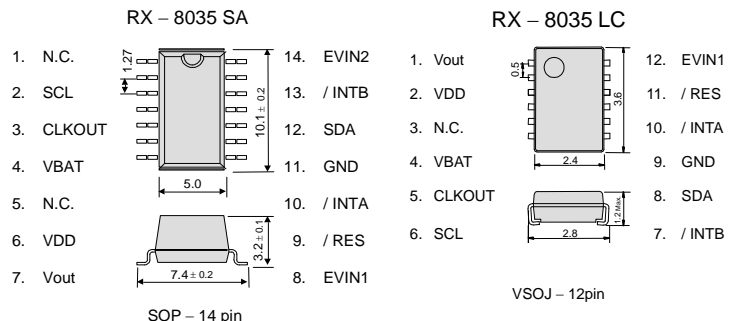 RX – 8035 SA
1. N.C.
2. SCL
3. CLKOUT
4. VBAT
5. N.C.
6. VDD
7. Vout
1.27
10.1 ± 0.2
5.0
3.2 ± 0.1
7.4 ± 0.2
14. EVIN2
13. / INTB
12. SDA
11. GND
10. / INTA
9. / RES
8. EVIN1
SOP – 14 pin
RX – 8035 LC
1. Vout
2. VDD
3. N.C.
4. VBAT
5. CLKOUT
6. SCL
0.5
3.6
2.4
1.2 Max.
2.8
12. EVIN1
11. / RES
10. / INTA
9. GND
8. SDA
7. / INTB
VSOJ – 12pin